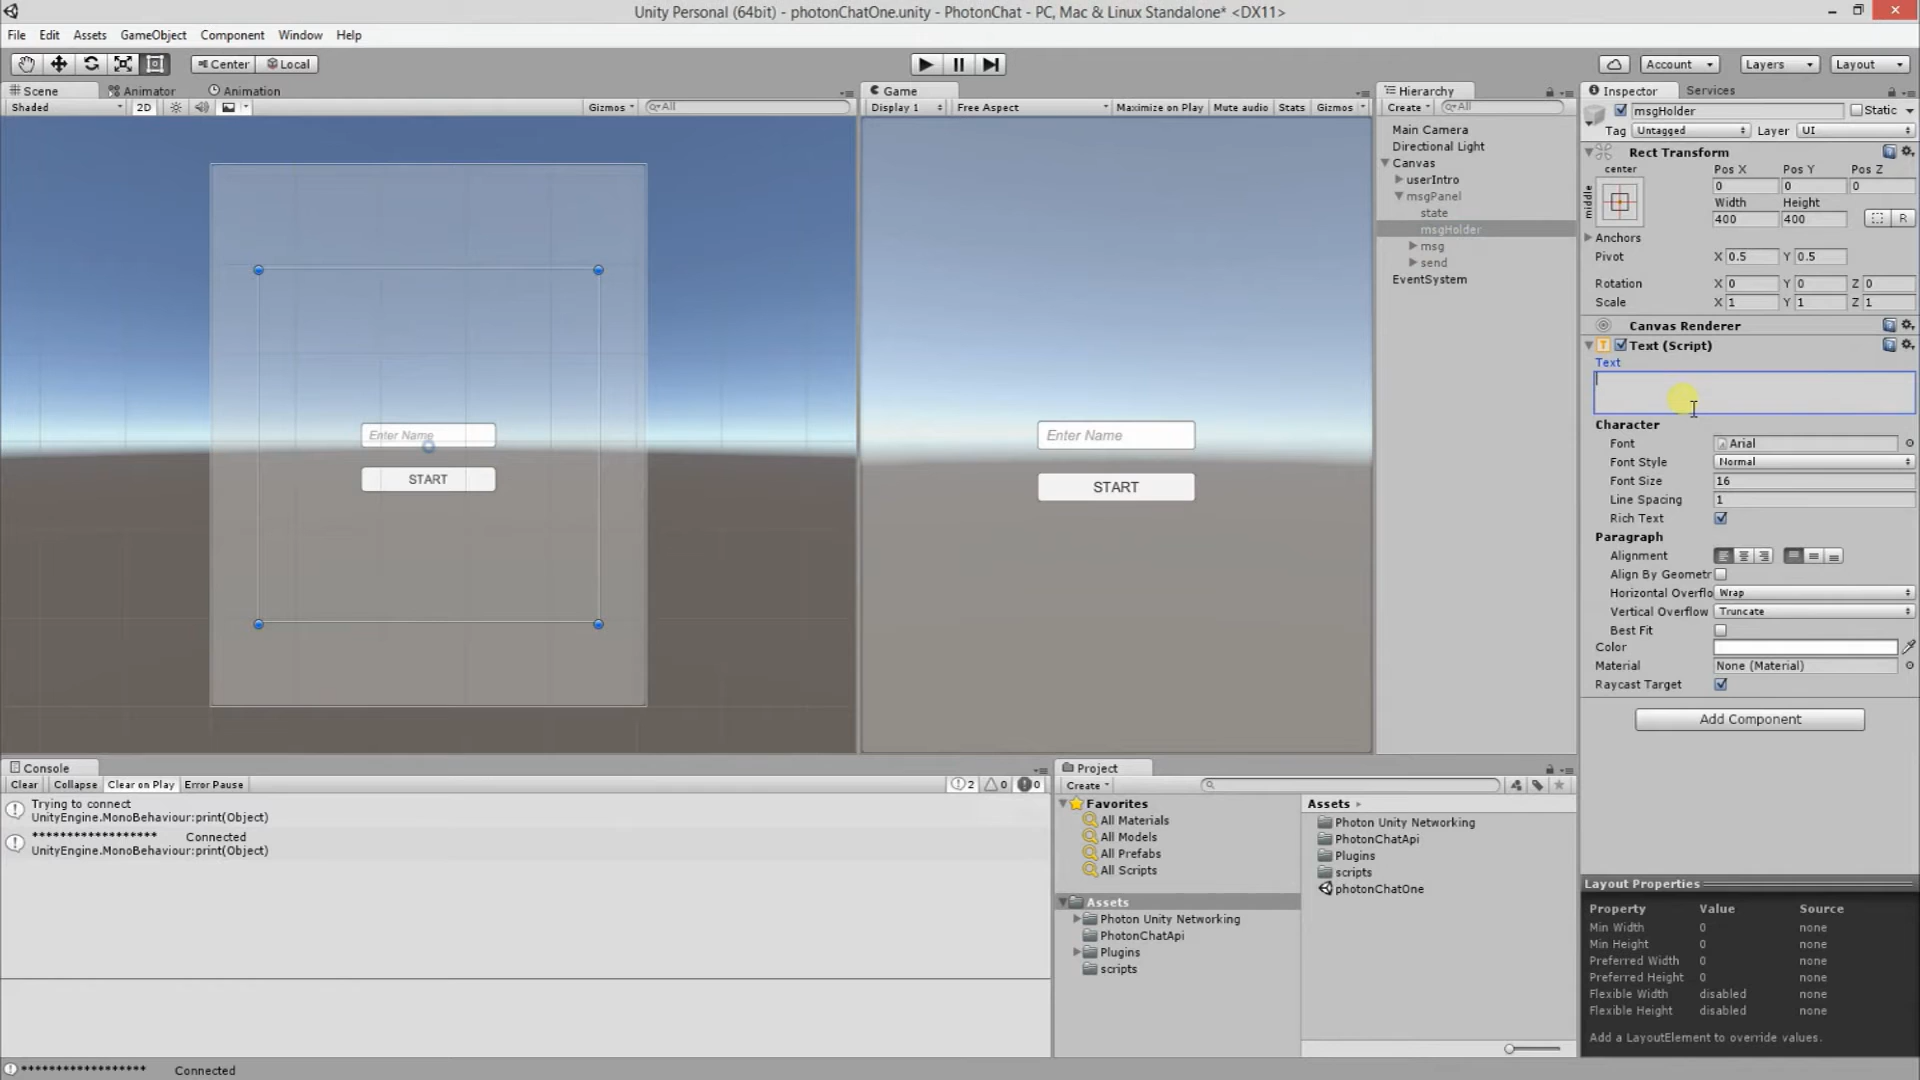 Unity Personal (64bit) - photonChatOne.unity - PhotonChat - PC, Mac & Linux Standalone* <DX11>
File Edit Assets GameObject Component Window Help
Center Local
Account Layers Layout
Scene Animator Animation
Shaded 2D Gizmos All
Game
Display 1 Free Aspect Maximize on Play Mute audio Stats Gizmos
Enter Name
START
Enter Name
START
Hierarchy
Create All
Main Camera
Directional Light
Canvas
userIntro
msgPanel
state
msgHolder
msg
send
EventSystem
Inspector Services
msgHolder Static
Tag Untagged Layer UI
Rect Transform
center Pos X Pos Y Pos Z
middle 0 0 0
Width Height
400 400 R
Anchors
Pivot X 0.5 Y 0.5
Rotation X 0 Y 0 Z 0
Scale X 1 Y 1 Z 1
Canvas Renderer
T Text (Script)
Text
Character
Font Arial
Font Style Normal
Font Size 16
Line Spacing 1
Rich Text
Paragraph
Alignment
Align By Geometr
Horizontal Overflo Wrap
Vertical Overflow Truncate
Best Fit
Color
Material None (Material)
Raycast Target
Add Component
Layout Properties
Property Value Source
Min Width 0 none
Min Height 0 none
Preferred Width 0 none
Preferred Height 0 none
Flexible Width disabled none
Flexible Height disabled none
Add a LayoutElement to override values.
Console
Clear Collapse Clear on Play Error Pause 2 0 0
Trying to connect
UnityEngine.MonoBehaviour:print(Object)
****************** Connected
UnityEngine.MonoBehaviour:print(Object)
Project
Create
Favorites
All Materials
All Models
All Prefabs
All Scripts
Assets
Photon Unity Networking
PhotonChatApi
Plugins
scripts
Assets
Photon Unity Networking
PhotonChatApi
Plugins
scripts
photonChatOne
****************** Connected